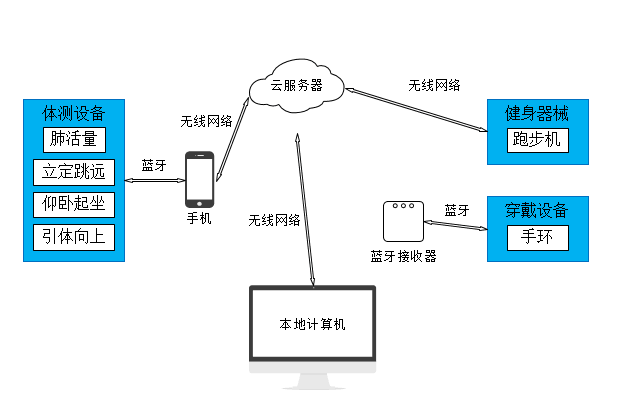 云服务器
无线网络
体测设备
肺活量
立定跳远
仰卧起坐
引体向上
蓝牙
无线网络
手机
健身器械
跑步机
无线网络
蓝牙接收器
蓝牙
穿戴设备
手环
本地计算机